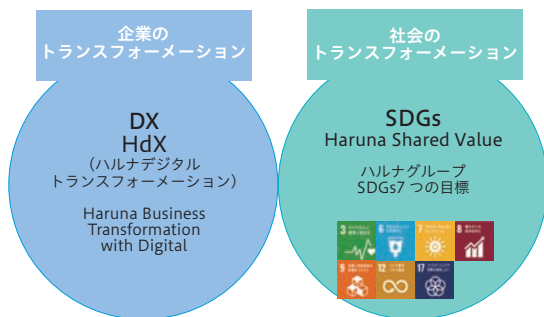 企業の
トランスフォーメーション
DX
HdX
（ハルナデジタル
トランスフォーメーション）
Haruna Business
Transformation
with Digital
社会の
トランスフォーメーション
SDGs
Haruna Shared Value
ハルナグループ
SDGs7 つの目標
3
6
7
8
9
12
17